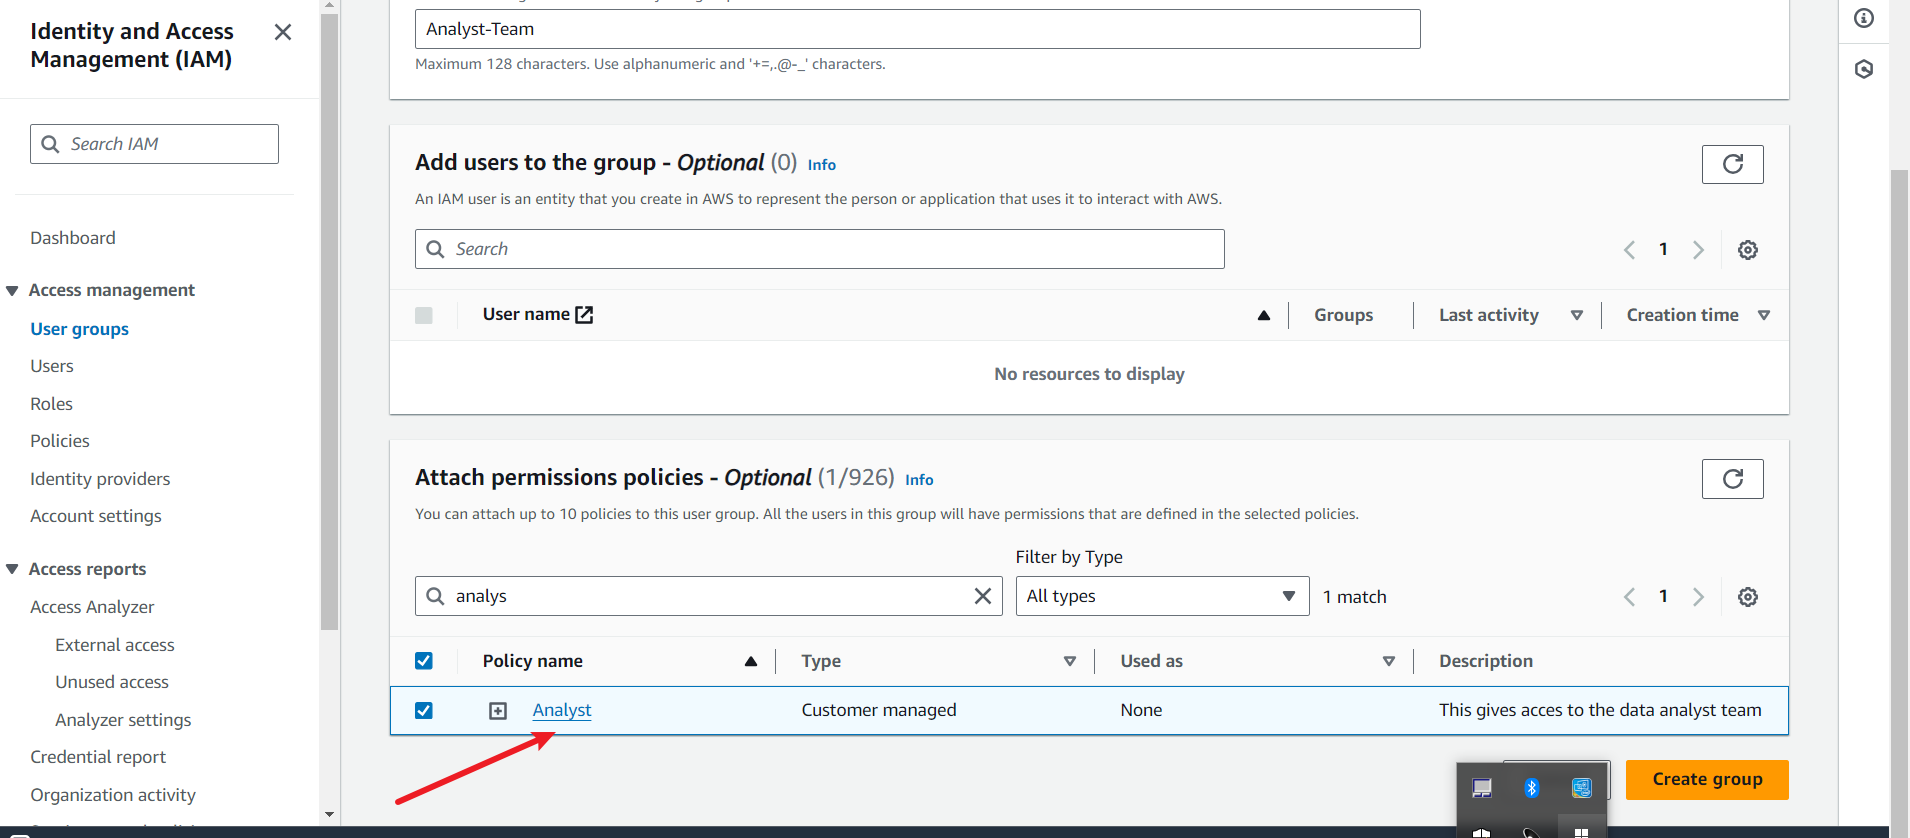 Identity and Access
Management (IAM)
Search IAM
Dashboard
Access management
User groups
Users
Roles
Policies
Identity providers
Account settings
Access reports
Access Analyzer
External access
Unused access
Analyzer settings
Credential report
Organization activity
Analyst-Team
Maximum 128 characters. Use alphanumeric and '+=,.@-_' characters.
Add users to the group - Optional (0) Info
An IAM user is an entity that you create in AWS to represent the person or application that uses it to interact with AWS.
Search
1
User name Groups Last activity Creation time
No resources to display
Attach permissions policies - Optional (1/926) Info
You can attach up to 10 policies to this user group. All the users in this group will have permissions that are defined in the selected policies.
Filter by Type
analys All types 1 match 1
Policy name Type Used as Description
Analyst Customer managed None This gives acces to the data analyst team
Create group